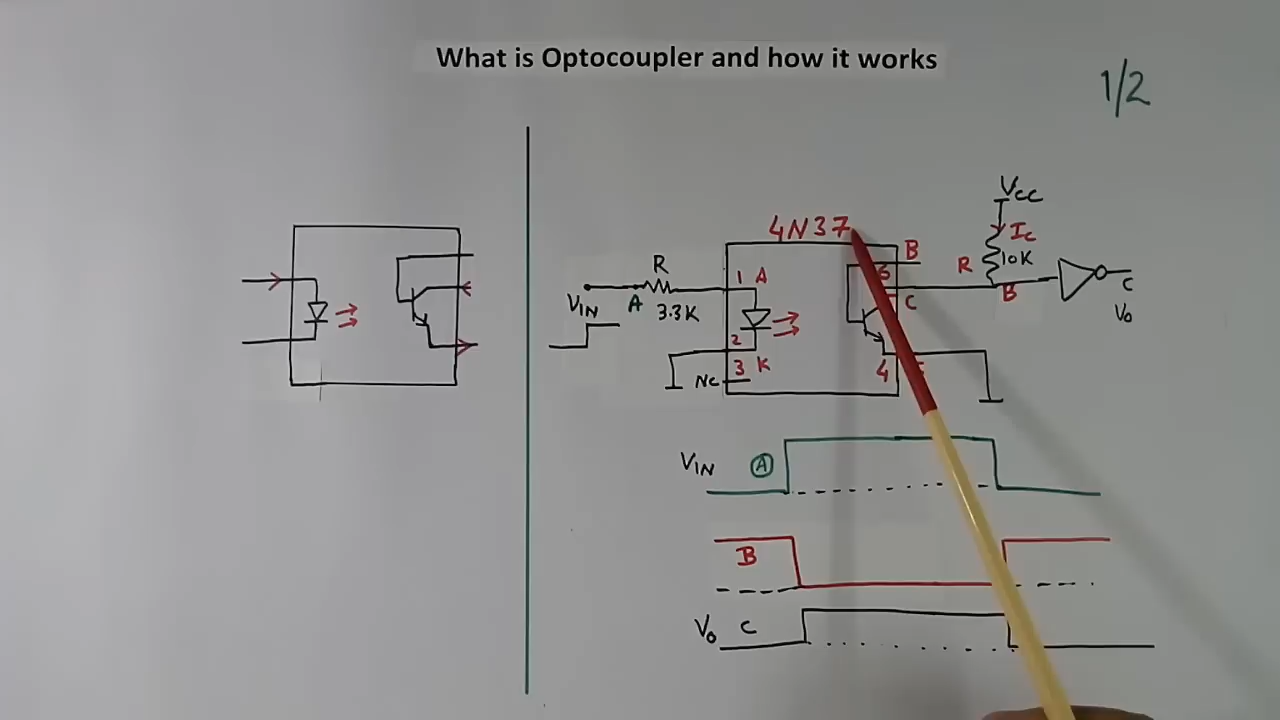 What is Optocoupler and how it works
1/2
Vcc
4N37
Ic
R
1 A
B
R
10K
VIN
A
3.3K
C
B
C
Vo
2
NC
3 K
4
VIN A
B
Vo C